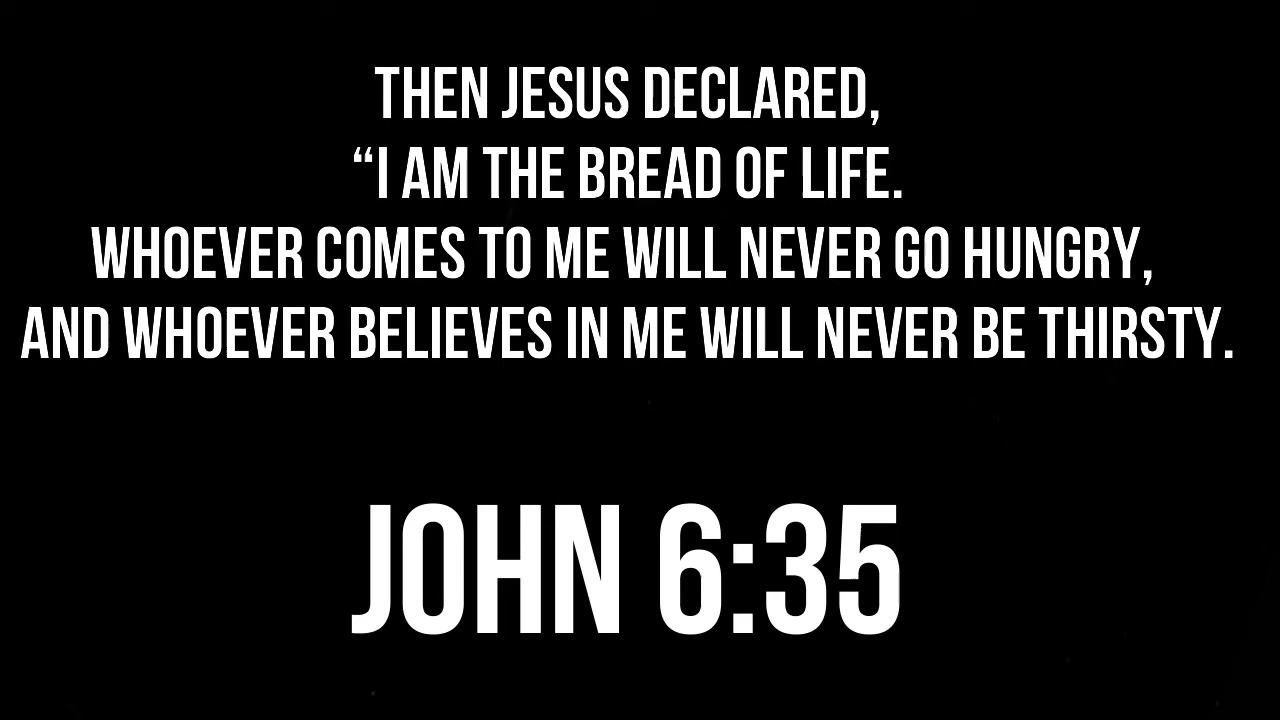 THEN JESUS DECLARED,
“I AM THE BREAD OF LIFE.
WHOEVER COMES TO ME WILL NEVER GO HUNGRY,
AND WHOEVER BELIEVES IN ME WILL NEVER BE THIRSTY.
JOHN 6:35